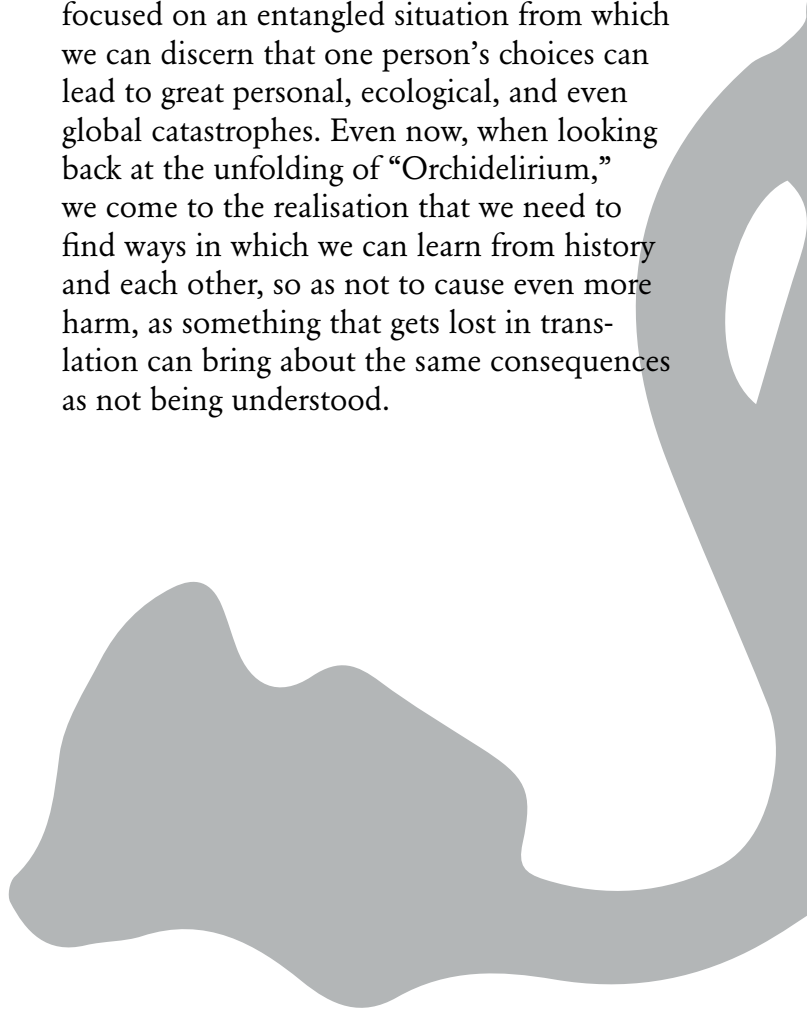 focused on an entangled situation from which
we can discern that one person’s choices can
lead to great personal, ecological, and even
global catastrophes. Even now, when looking
back at the unfolding of “Orchidelirium,”
we come to the realisation that we need to
find ways in which we can learn from history
and each other, so as not to cause even more
harm, as something that gets lost in trans-
lation can bring about the same consequences
as not being understood.